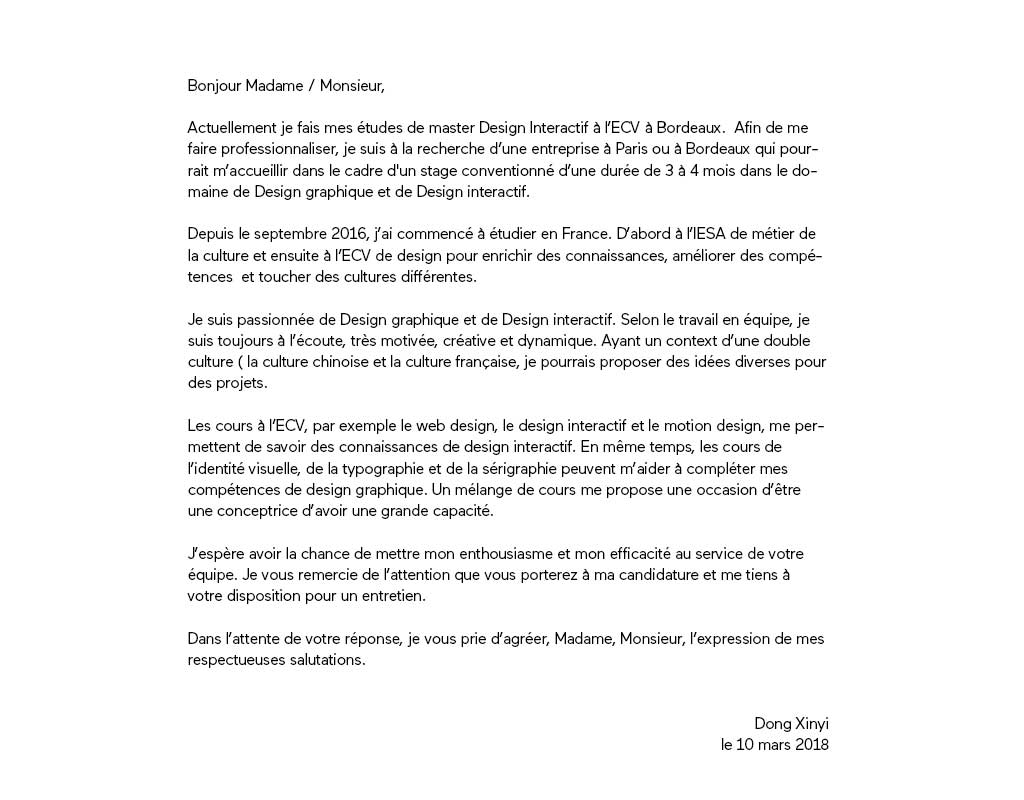 Bonjour Madame / Monsieur,
Actuellement je fais mes études de master Design Interactif à l’ECV à Bordeaux.  Afin de me
faire professionnaliser, je suis à la recherche d’une entreprise à Paris ou à Bordeaux qui pour-
rait m’accueillir dans le cadre d'un stage conventionné d’une durée de 3 à 4 mois dans le do-
maine de Design graphique et de Design interactif.
Depuis le septembre 2016, j’ai commencé à étudier en France. D’abord à l’IESA de métier de
la culture et ensuite à l’ECV de design pour enrichir des connaissances, améliorer des compé-
tences  et toucher des cultures différentes.
Je suis passionnée de Design graphique et de Design interactif. Selon le travail en équipe, je
suis toujours à l’écoute, très motivée, créative et dynamique. Ayant un context d’une double
culture ( la culture chinoise et la culture française, je pourrais proposer des idées diverses pour
des projets.
Les cours à l’ECV, par exemple le web design, le design interactif et le motion design, me per-
mettent de savoir des connaissances de design interactif. En même temps, les cours de
l’identité visuelle, de la typographie et de la sérigraphie peuvent m’aider à compléter mes
compétences de design graphique. Un mélange de cours me propose une occasion d’être
une conceptrice d’avoir une grande capacité.
J’espère avoir la chance de mettre mon enthousiasme et mon efficacité au service de votre
équipe. Je vous remercie de l’attention que vous porterez à ma candidature et me tiens à
votre disposition pour un entretien.
Dans l’attente de votre réponse, je vous prie d’agréer, Madame, Monsieur, l’expression de mes
respectueuses salutations.
Dong Xinyi
le 10 mars 2018